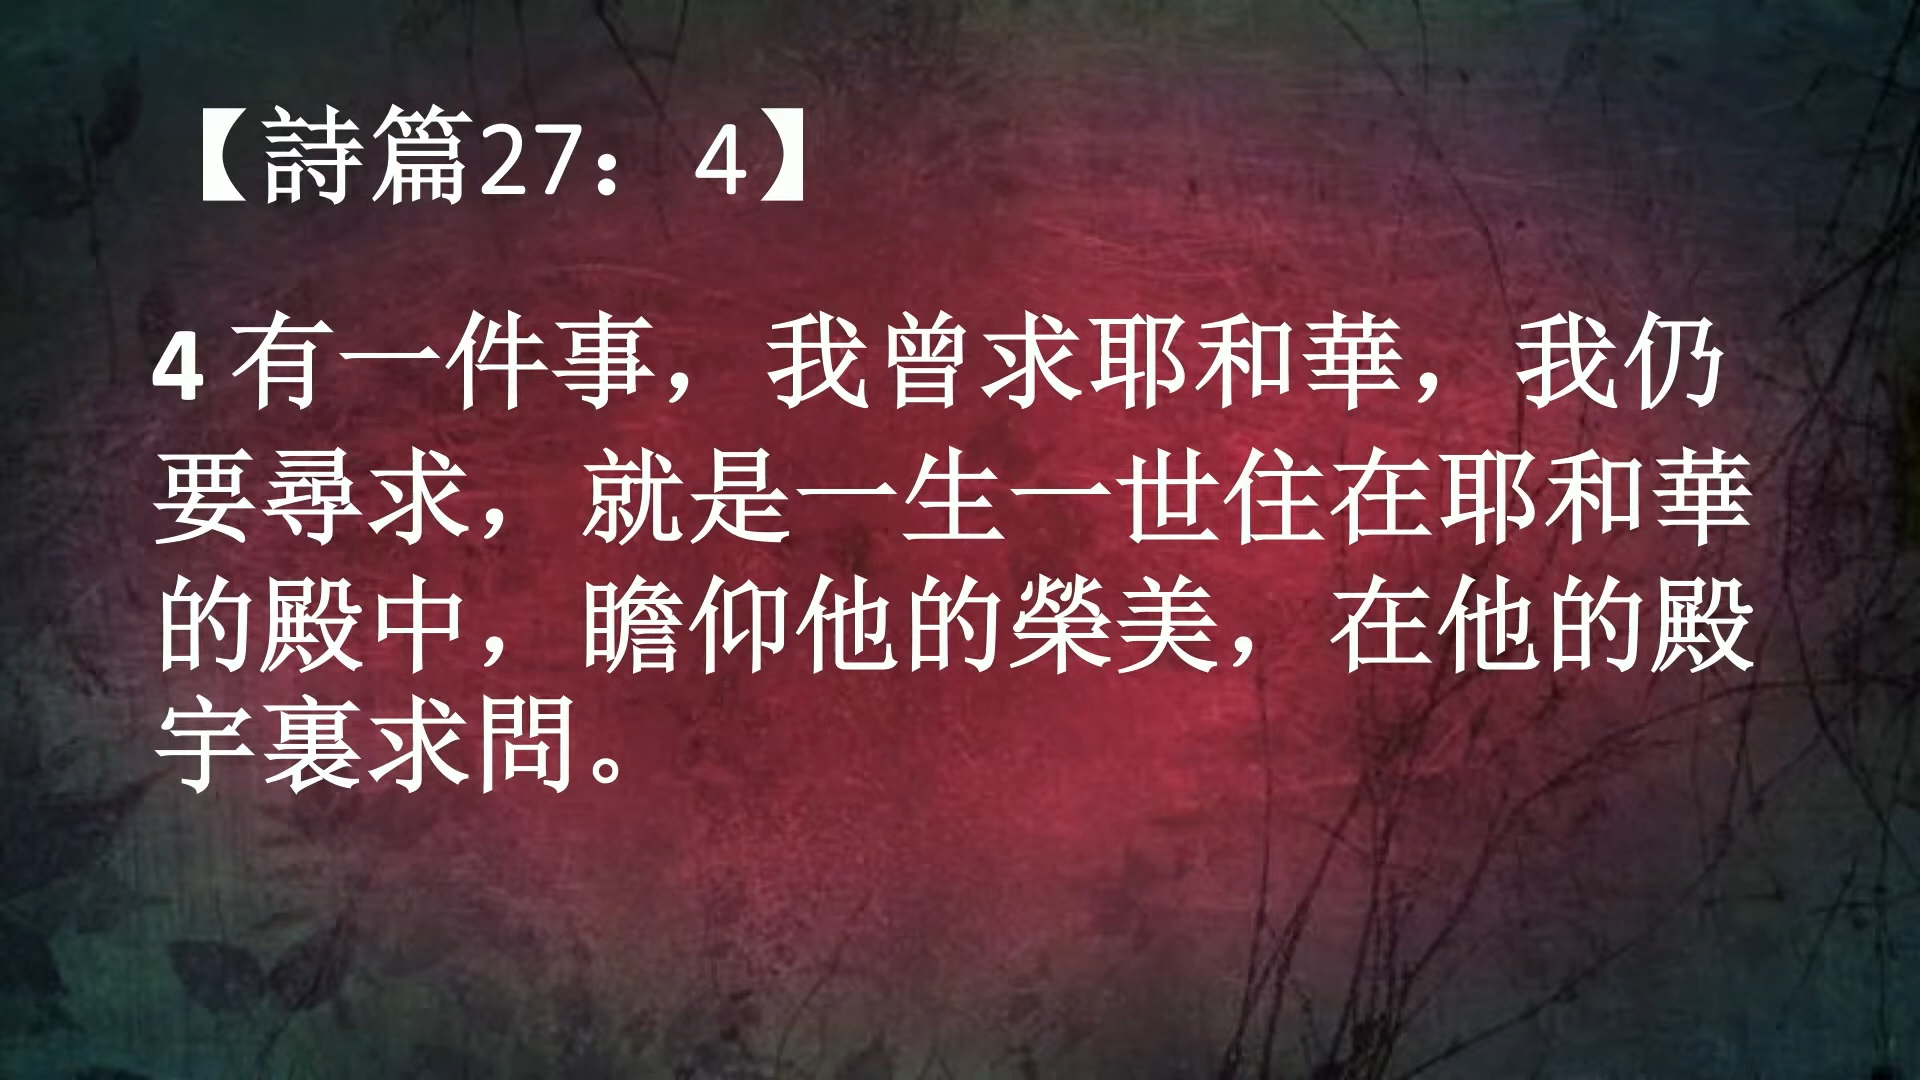 【詩篇27：4】
4 有一件事，我曾求耶和華，我仍
要尋求，就是一生一世住在耶和華
的殿中，瞻仰他的榮美，在他的殿
宇裏求問。